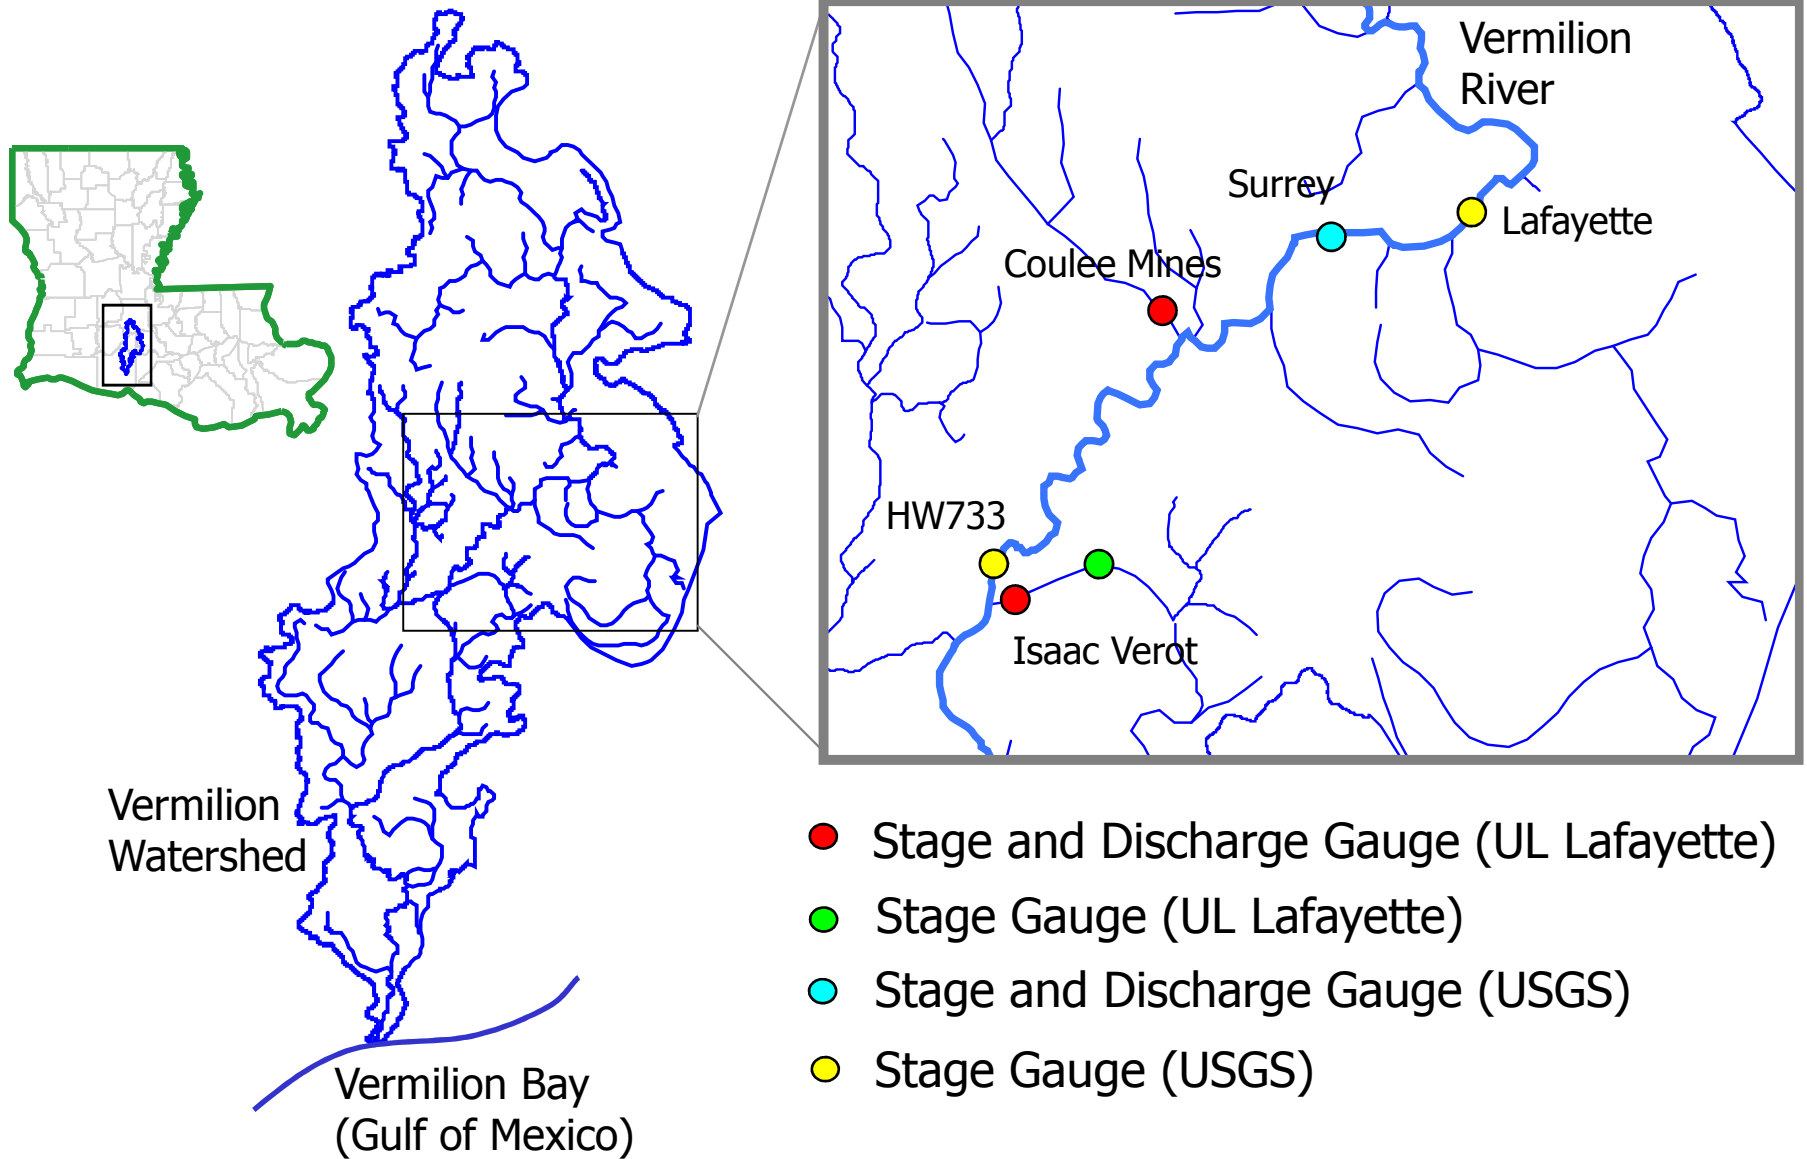 Vermilion
River
Surrey
Lafayette
Coulee Mines
HW733
Isaac Verot
Vermilion
Watershed
Stage and Discharge Gauge (UL Lafayette)
Stage Gauge (UL Lafayette)
Stage and Discharge Gauge (USGS)
Stage Gauge (USGS)
Vermilion Bay
(Gulf of Mexico)